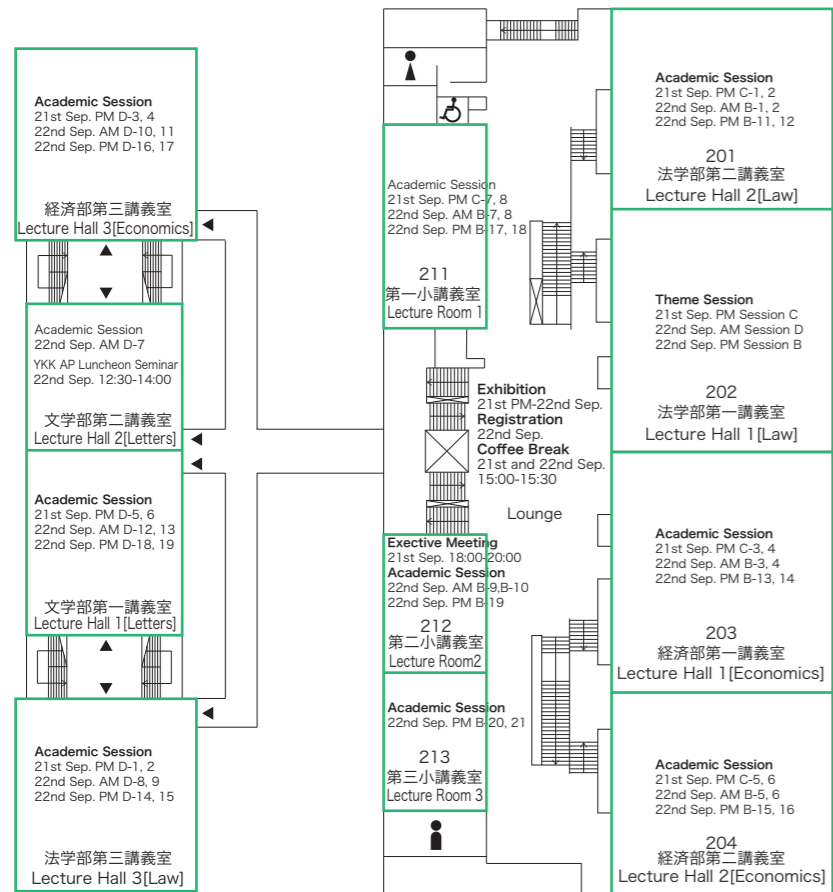 Academic Session
21st Sep. PM D-3, 4
22nd Sep. AM D-10, 11
22nd Sep. PM D-16, 17
経済部第三講義室
Lecture Hall 3[Economics]
Academic Session
22nd Sep. AM D-7
YKK AP Luncheon Seminar
22nd Sep. 12:30-14:00
文学部第二講義室
Lecture Hall 2[Letters]
Academic Session
21st Sep. PM D-5, 6
22nd Sep. AM D-12, 13
22nd Sep. PM D-18, 19
文学部第一講義室
Lecture Hall 1[Letters]
Academic Session
21st Sep. PM D-1, 2
22nd Sep. AM D-8, 9
22nd Sep. PM D-14, 15
法学部第三講義室
Lecture Hall 3[Law]
Academic Session
21st Sep. PM C-7, 8
22nd Sep. AM B-7, 8
22nd Sep. PM B-17, 18
211
第一小講義室
Lecture Room 1
Exhibition
21st PM-22nd Sep.
Registration
22nd Sep.
Coffee Break
21st and 22nd Sep.
15:00-15:30
Lounge
Exective Meeting
21st Sep. 18:00-20:00
Academic Session
22nd Sep. AM B-9,B-10
22nd Sep. PM B-19
212
第二小講義室
Lecture Room2
Academic Session
22nd Sep. PM B-20, 21
213
第三小講義室
Lecture Room 3
Academic Session
21st Sep. PM C-1, 2
22nd Sep. AM B-1, 2
22nd Sep. PM B-11, 12
201
法学部第二講義室
Lecture Hall 2[Law]
Theme Session
21st Sep. PM Session C
22nd Sep. AM Session D
22nd Sep. PM Session B
202
法学部第一講義室
Lecture Hall 1[Law]
Academic Session
21st Sep. PM C-3, 4
22nd Sep. AM B-3, 4
22nd Sep. PM B-13, 14
203
経済部第一講義室
Lecture Hall 1[Economics]
Academic Session
21st Sep. PM C-5, 6
22nd Sep. AM B-5, 6
22nd Sep. PM B-15, 16
204
経済部第二講義室
Lecture Hall 2[Economics]